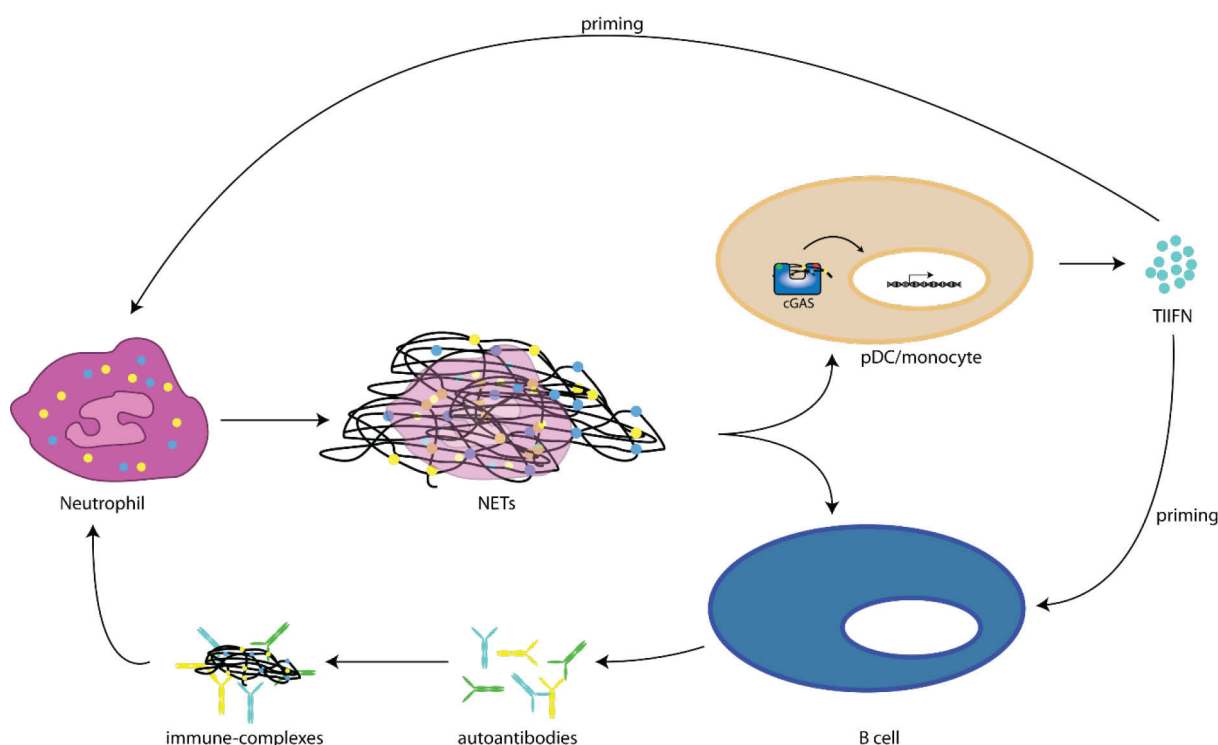 priming
cGAS
TIIFN
pDC/monocyte
Neutrophil
NETs
priming
immune-complexes
autoantibodies
B cell